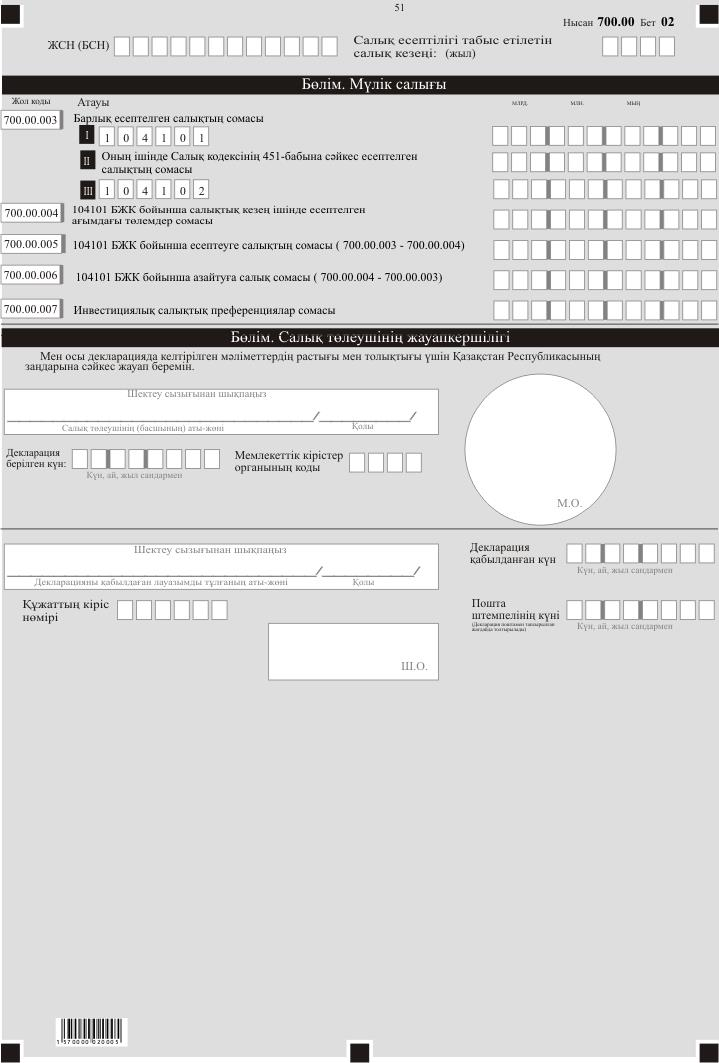 51
Нысан 700.00 Бет 02
ЖСН (БСН)
Салық есептілігі табыс етілетін
салық кезеңі: (жыл)
Бөлім. Мүлік салығы
Жол коды
Атауы
млрд.
млн.
мың
700.00.003
Барлық есептелген салықтың сомасы
I 1 0 4 1 0 1
II Оның ішінде Салық кодексінің 451-бабына сәйкес есептелген
салықтың сомасы
III 1 0 4 1 0 2
700.00.004
104101 БЖК бойынша салықтық кезең ішінде есептелген
ағымдағы төлемдер сомасы
700.00.005 104101 БЖК бойынша есептеуге салықтың сомасы ( 700.00.003 - 700.00.004)
700.00.006 104101 БЖК бойынша азайтуға салық сомасы ( 700.00.004 - 700.00.003)
700.00.007 Инвестициялық салықтық преференциялар сомасы
Бөлім. Салық төлеушінің жауапкершілігі
Мен осы декларацияда келтірілген мәліметтердің растығы мен толықтығы үшін Қазақстан Республикасының
заңдарына сәйкес жауап беремін.
Шектеу сызығынан шықпаңыз
Салық төлеушінің (басшының) аты-жөні
Қолы
Декларация
берілген күн:
Күн, ай, жыл сандармен
Мемлекеттік кірістер
органының коды
М.О.
Шектеу сызығынан шықпаңыз
Декларацияны қабылдаған лауазымды тұлғаның аты-жөні
Қолы
Декларация
қабылданған күн
Күн, ай, жыл сандармен
Құжаттың кіріс
нөмірі
Пошта
штемпелінің күні
(Декларация поштамен тапсырылған
жағдайда толтырылады)
Күн, ай, жыл сандармен
Ш.О.
1 570000 020005